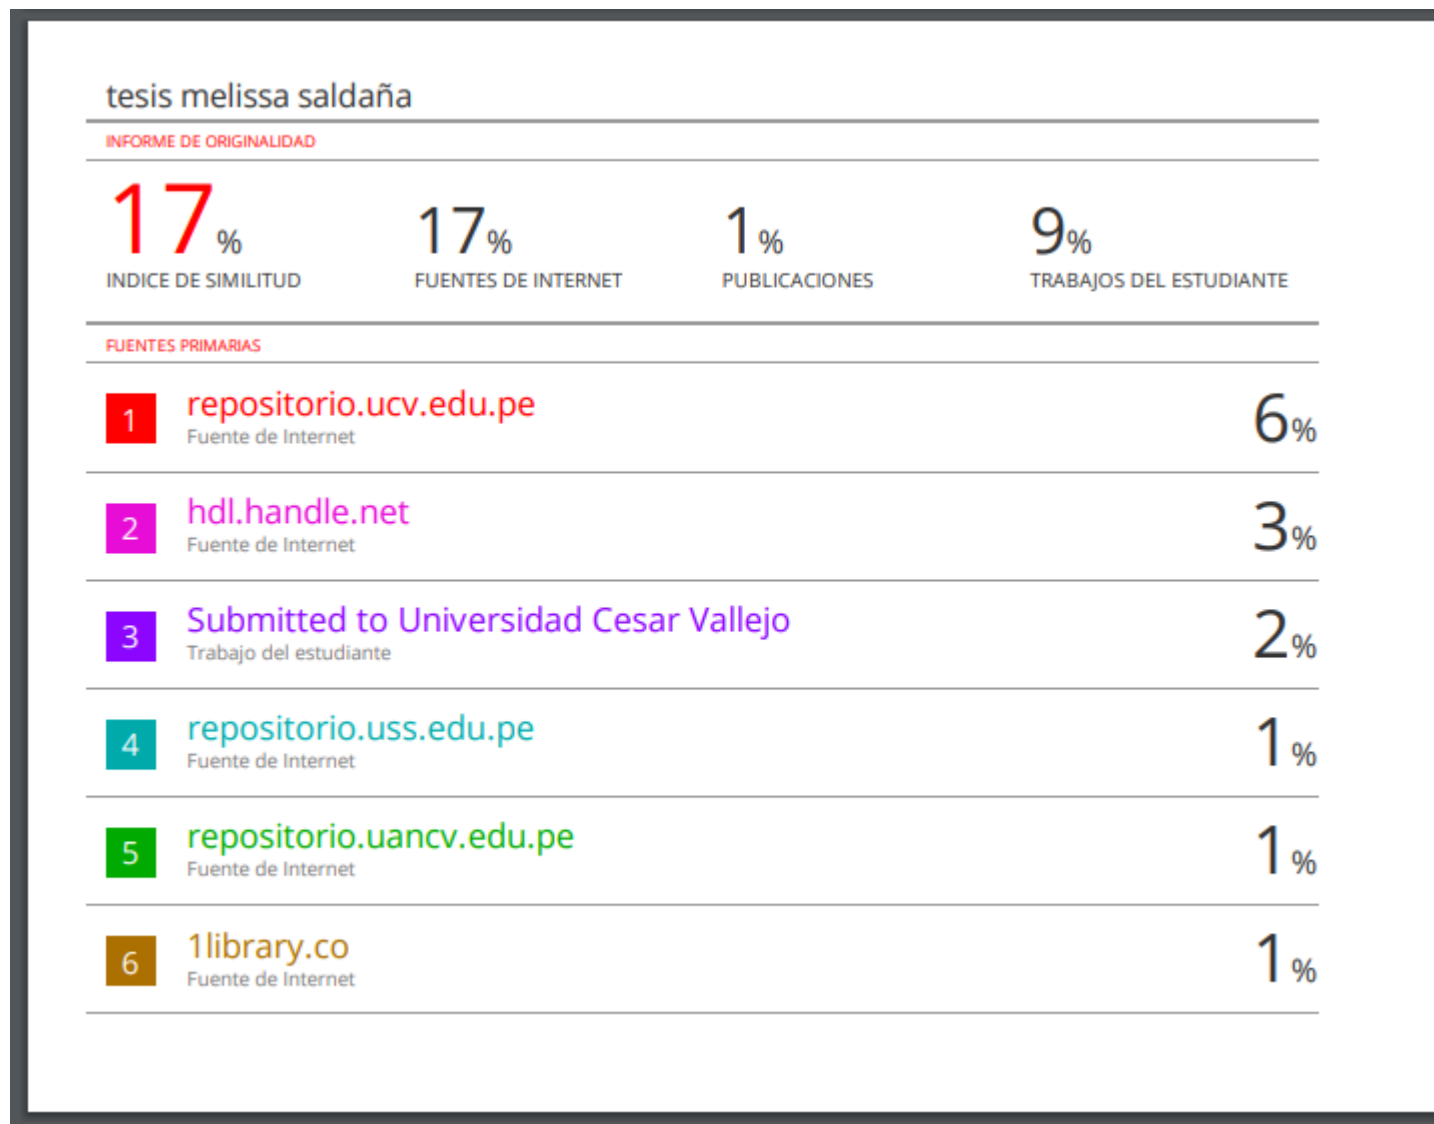 tesis melissa saldaña
INFORME DE ORIGINALIDAD
17% 17% 1% 9%
INDICE DE SIMILITUD FUENTES DE INTERNET PUBLICACIONES TRABAJOS DEL ESTUDIANTE
FUENTES PRIMARIAS
1 repositorio.ucv.edu.pe 6%
Fuente de Internet
2 hdl.handle.net 3%
Fuente de Internet
3 Submitted to Universidad Cesar Vallejo 2%
Trabajo del estudiante
4 repositorio.uss.edu.pe 1%
Fuente de Internet
5 repositorio.uancv.edu.pe 1%
Fuente de Internet
6 1library.co 1%
Fuente de Internet